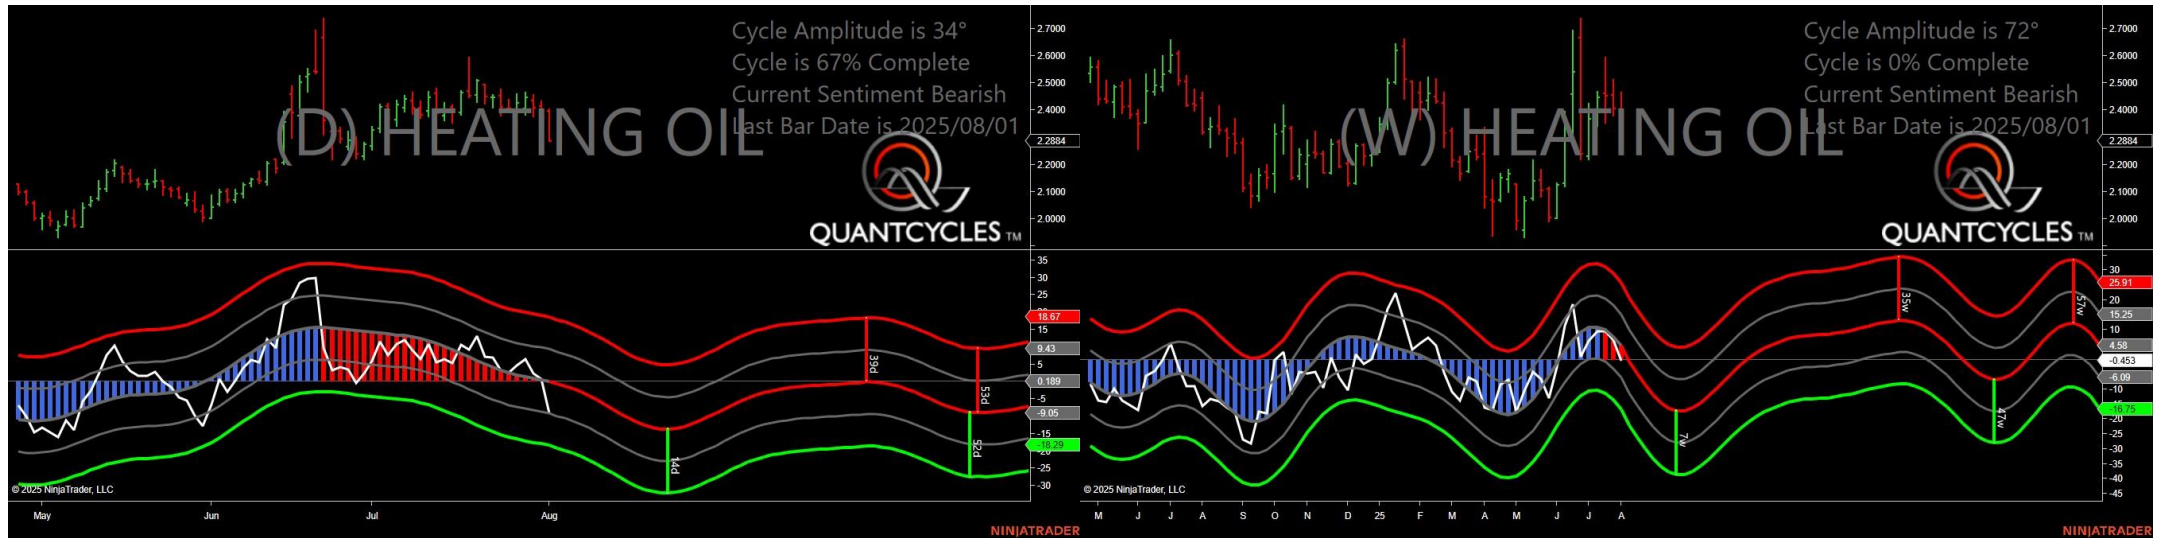 Cycle Amplitude is 34°
Cycle is 67% Complete
Current Sentiment Bearish
Last Bar Date is 2025/08/01
(D) HEATING OIL
QUANTCYCLES TM
2.7000
2.6000
2.5000
2.4000
2.2884
2.2000
2.1000
2.0000
35
30
25
18.67
15
9.43
5
0.189
-5
-9.05
-15
-18.29
-25
-30
14d
39d
52d
53d
© 2025 NinjaTrader, LLC
May Jun Jul Aug
NINJATRADER
Cycle Amplitude is 72°
Cycle is 0% Complete
Current Sentiment Bearish
Last Bar Date is 2025/08/01
(W) HEATING OIL
QUANTCYCLES TM
2.7000
2.6000
2.5000
2.4000
2.2884
2.2000
2.1000
2.0000
30
25.91
20
15.25
10
4.58
-0.453
-6.09
-10
-16.75
-20
-25
-30
-35
-40
-45
7w
35w
47w
57w
© 2025 NinjaTrader, LLC
M J J A S O N D 25 F M A M J J A
NINJATRADER